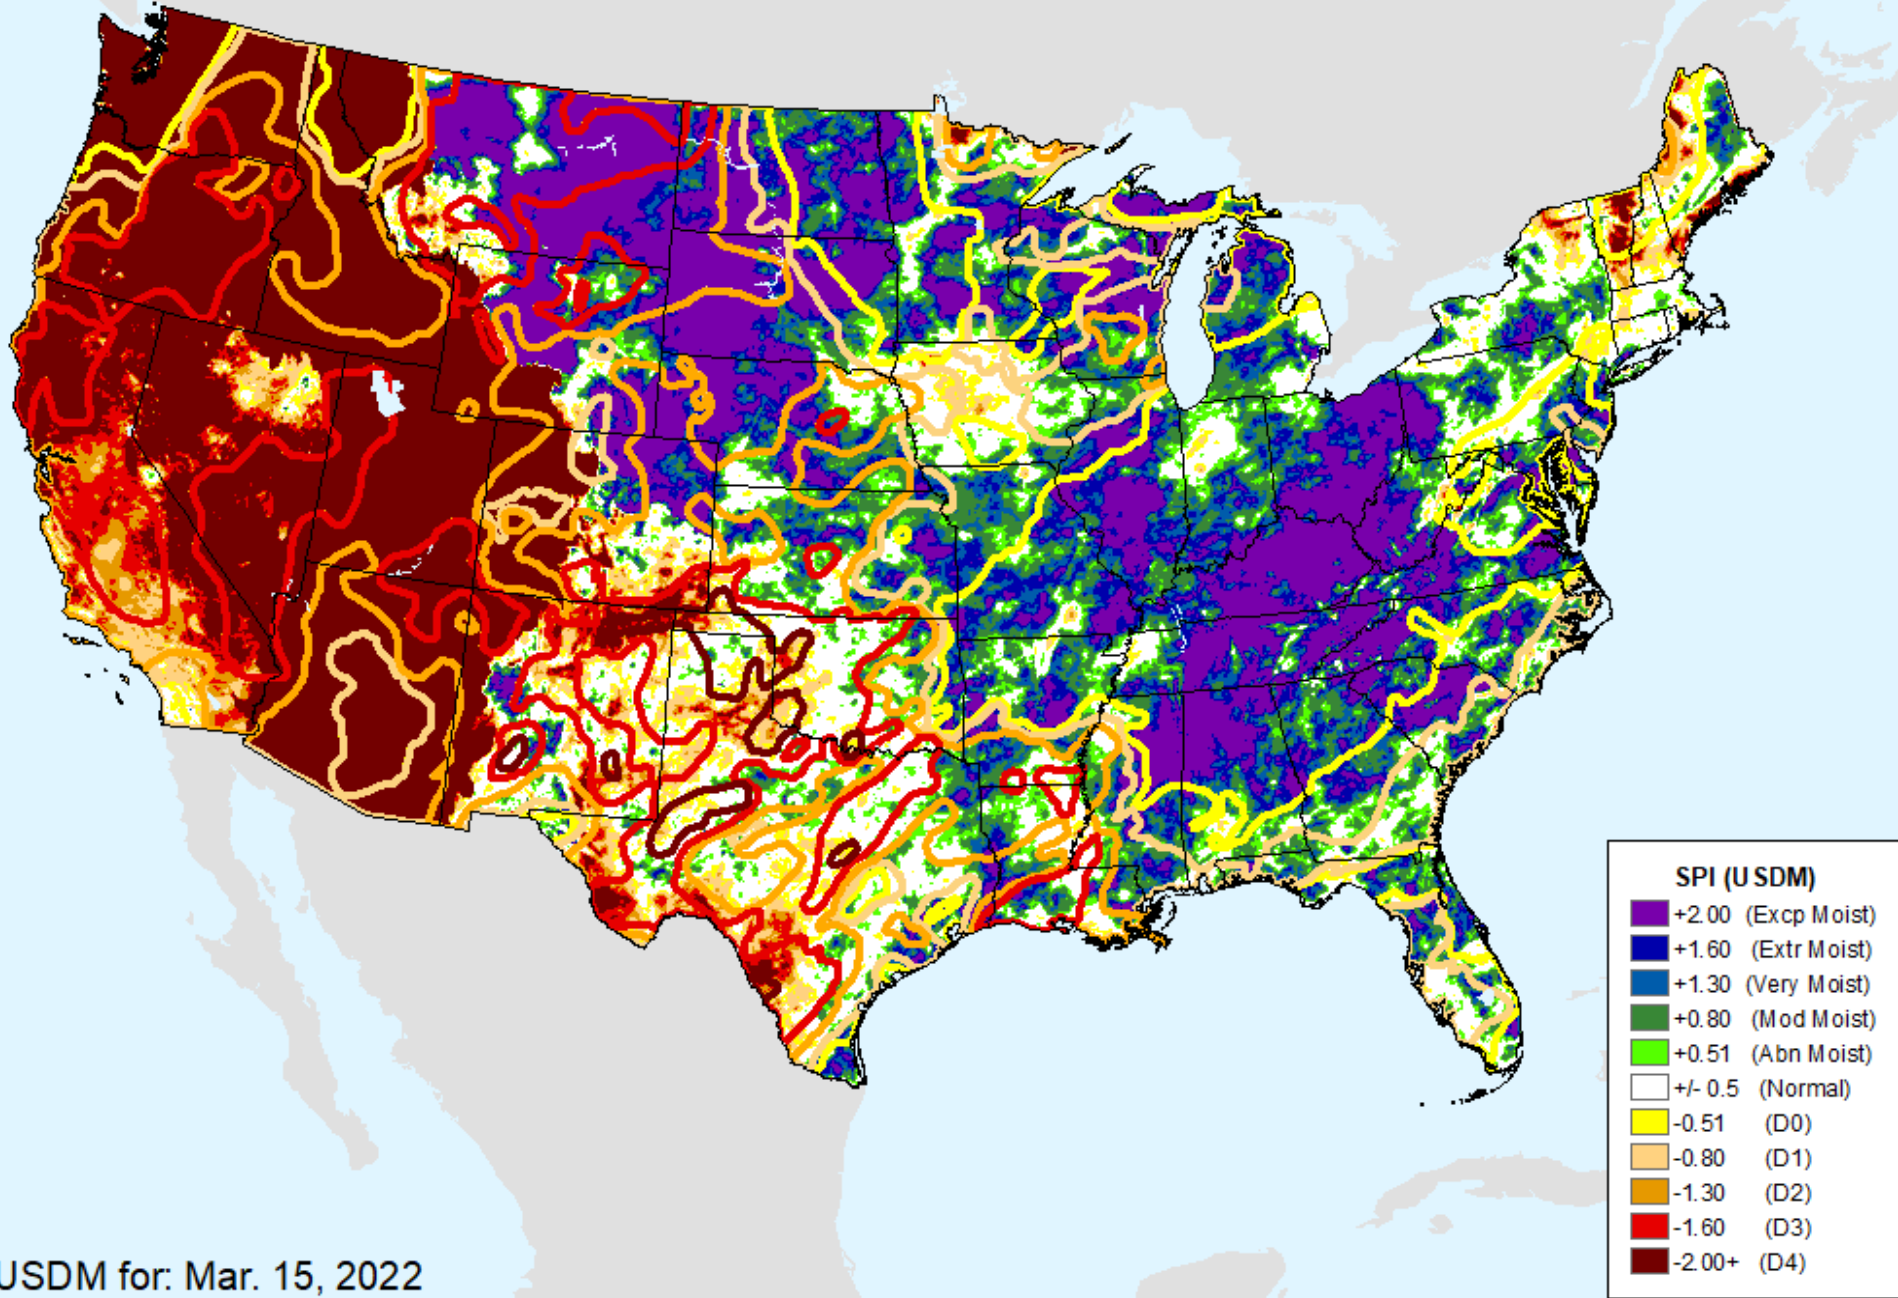 SPI (USDM)
+2.00 (Excp Moist)
+1.60 (Extr Moist)
+1.30 (Very Moist)
+0.80 (Mod Moist)
+0.51 (Abn Moist)
+/- 0.5 (Normal)
-0.51 (D0)
-0.80 (D1)
-1.30 (D2)
-1.60 (D3)
-2.00+ (D4)
USDM for: Mar. 15, 2022